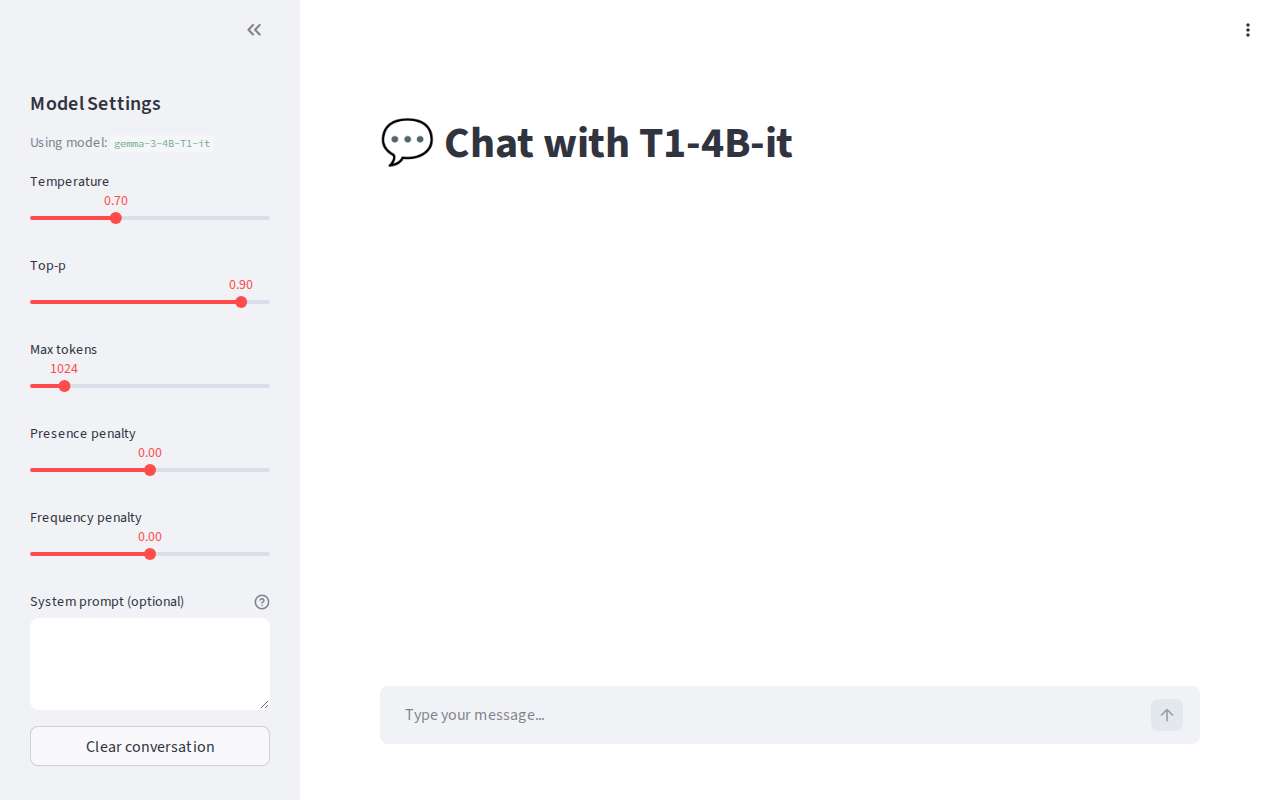 Model Settings
Using model: gemma-3-4B-T1-it
Temperature
0.70
Top-p
0.90
Max tokens
1024
Presence penalty
0.00
Frequency penalty
0.00
System prompt (optional)
Clear conversation
💬 Chat with T1-4B-it
Type your message...